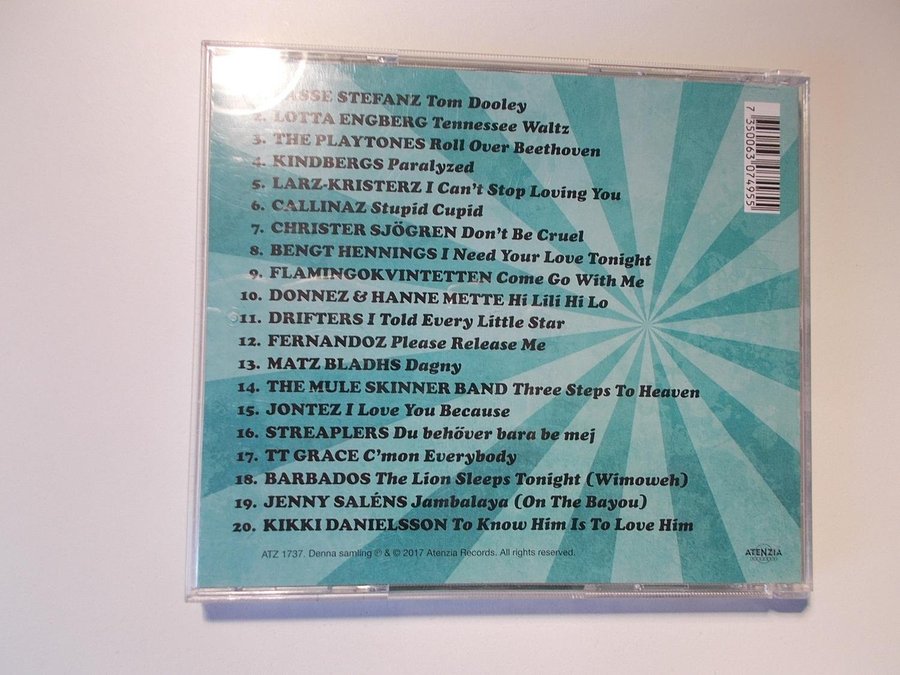 ASSE STEFANZ Tom Dooley
2. LOTTA ENGBERG Tennessee Waltz
3. THE PLAYTONES Roll Over Beethoven
4. KINDBERGS Paralyzed
5. LARZ-KRISTERZ I Can't Stop Loving You
6. CALLINAZ Stupid Cupid
7. CHRISTER SJÖGREN Don't Be Cruel
8. BENGT HENNINGS I Need Your Love Tonight
9. FLAMINGOKVINTETTEN Come Go With Me
10. DONNEZ & HANNE METTE Hi Lili Hi Lo
11. DRIFTERS I Told Every Little Star
12. FERNANDOZ Please Release Me
13. MATZ BLADHS Dagny
14. THE MULE SKINNER BAND Three Steps To Heaven
15. JONTEZ I Love You Because
16. STREAPLERS Du behöver bara be mej
17. TT GRACE C'mon Everybody
18. BARBADOS The Lion Sleeps Tonight (Wimoweh)
19. JENNY SALÉNS Jambalaya (On The Bayou)
20. KIKKI DANIELSSON To Know Him Is To Love Him
ATZ 1737. Denna samling ℗ & © 2017 Atenzia Records. All rights reserved.
7 350063 074955
ATENZIA